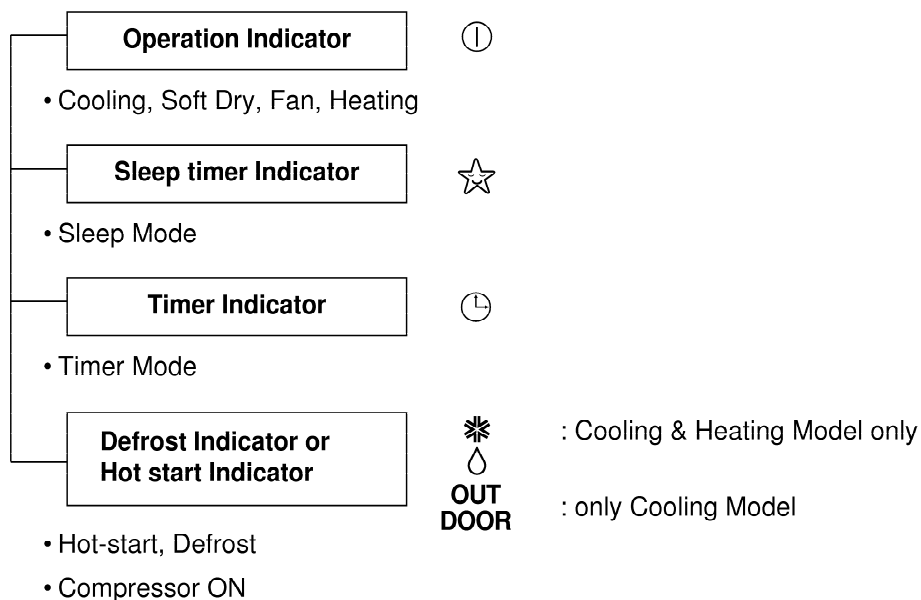 Operation Indicator
• Cooling, Soft Dry, Fan, Heating
Sleep timer Indicator
• Sleep Mode
Timer Indicator
• Timer Mode
Defrost Indicator or
Hot start Indicator
: Cooling & Heating Model only
OUT
DOOR
: only Cooling Model
• Hot-start, Defrost
• Compressor ON